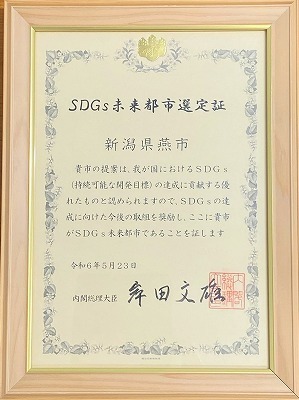 SDGs未来都市選定証
新潟県燕市
貴市の提案は、我が国におけるSDGs
(持続可能な開発目標)の達成に貢献する優
れたものと認められますので、SDGsの達
成に向けた今後の取組を奨励し、ここに貴市
がSDGs未来都市であることを証します
令和6年5月23日
内閣総理大臣 岸田文雄